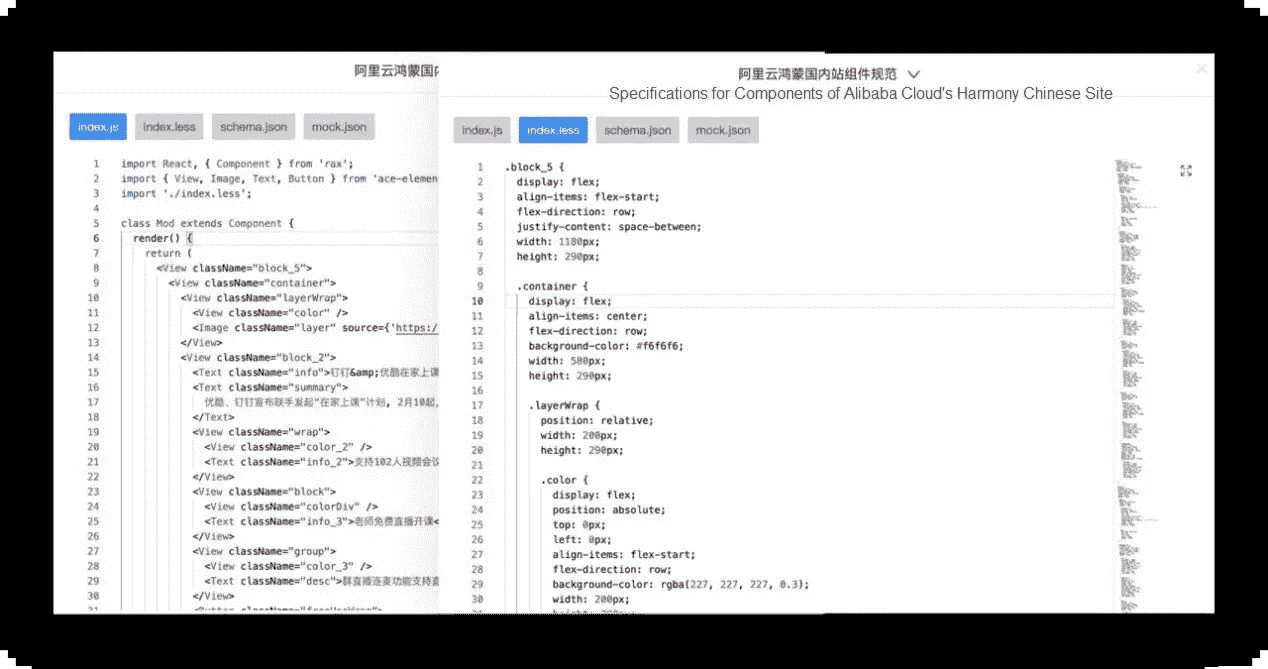 阿里云鸿蒙国内
index.js index.less schema.json mock.json
1 import React, { Component } from 'rax';
2 import { View, Image, Text, Button } from 'ace-elemen
3 import './index.less';
4
5 class Mod extends Component {
6 render() {
7 return (
8 <View className="block_5">
9 <View className="container">
10 <View className="layerWrap">
11 <View className="color" />
12 <Image className="layer" source={'https:/
13 </View>
14 <View className="block_2">
15 <Text className="info">钉钉&amp;优酷在家上课
16 <Text className="summary">
17 优酷、钉钉宣布联手发起“在家上课”计划, 2月10起,
18 </Text>
19 <View className="wrap">
20 <View className="color_2" />
21 <Text className="info_2">支持102人视频会议
22 </View>
23 <View className="block">
24 <View className="colorDiv" />
25 <Text className="info_3">老师免费直播开课<
26 </View>
27 <View className="group">
28 <View className="color_3" />
29 <Text className="desc">群直播连麦功能支持直
30 </View>
阿里云鸿蒙国内站组件规范
Specifications for Components of Alibaba Cloud's Harmony Chinese Site
index.js index.less schema.json mock.json
1 .block_5 {
2 display: flex;
3 align-items: flex-start;
4 flex-direction: row;
5 justify-content: space-between;
6 width: 1180px;
7 height: 290px;
8
9 .container {
10 display: flex;
11 align-items: center;
12 flex-direction: row;
13 background-color: #f6f6f6;
14 width: 580px;
15 height: 290px;
16
17 .layerWrap {
18 position: relative;
19 width: 200px;
20 height: 290px;
21
22 .color {
23 display: flex;
24 position: absolute;
25 top: 0px;
26 left: 0px;
27 align-items: flex-start;
28 flex-direction: row;
29 background-color: rgba(227, 227, 227, 0.3);
30 width: 200px;